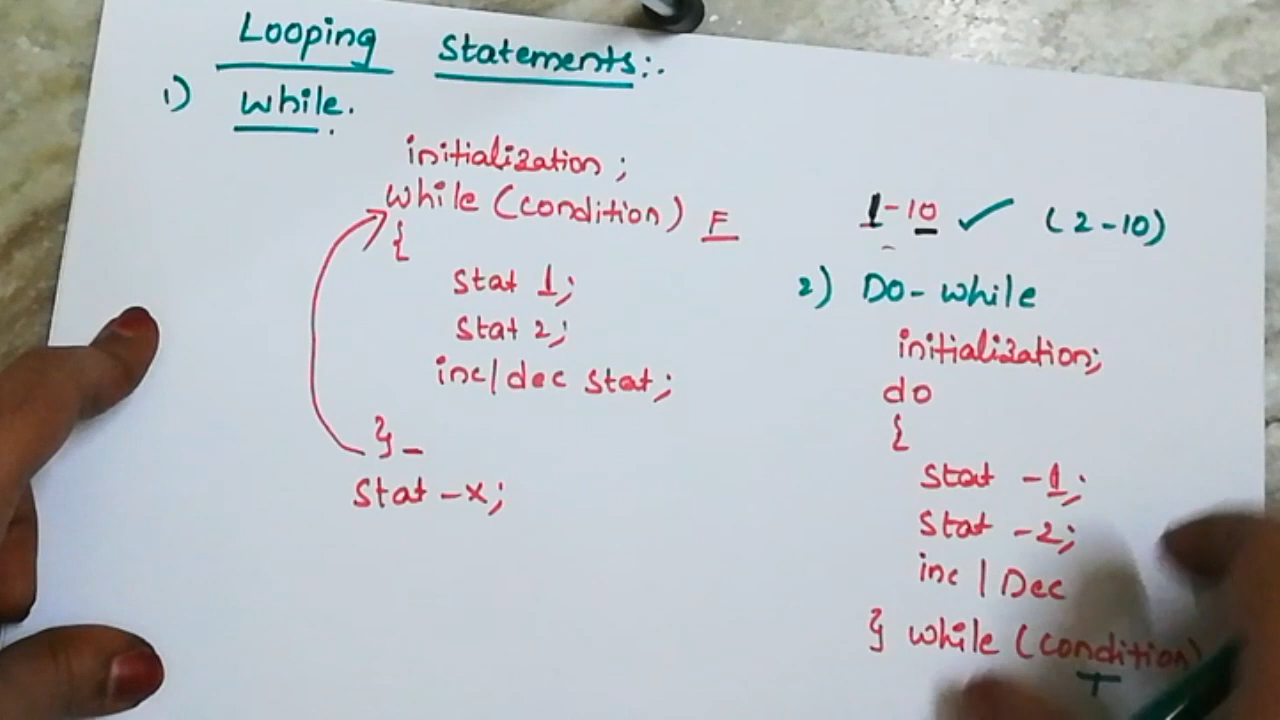 Looping Statements:.
1) While.
initialization;
while (condition) F
{
Stat 1;
Stat 2;
inc/dec stat;
} -
Stat -x;
1-10 ✓ (2-10)
2) Do-while
initialization;
do
{
Stat -1;
Stat -2;
inc | Dec
} while (condition)
T